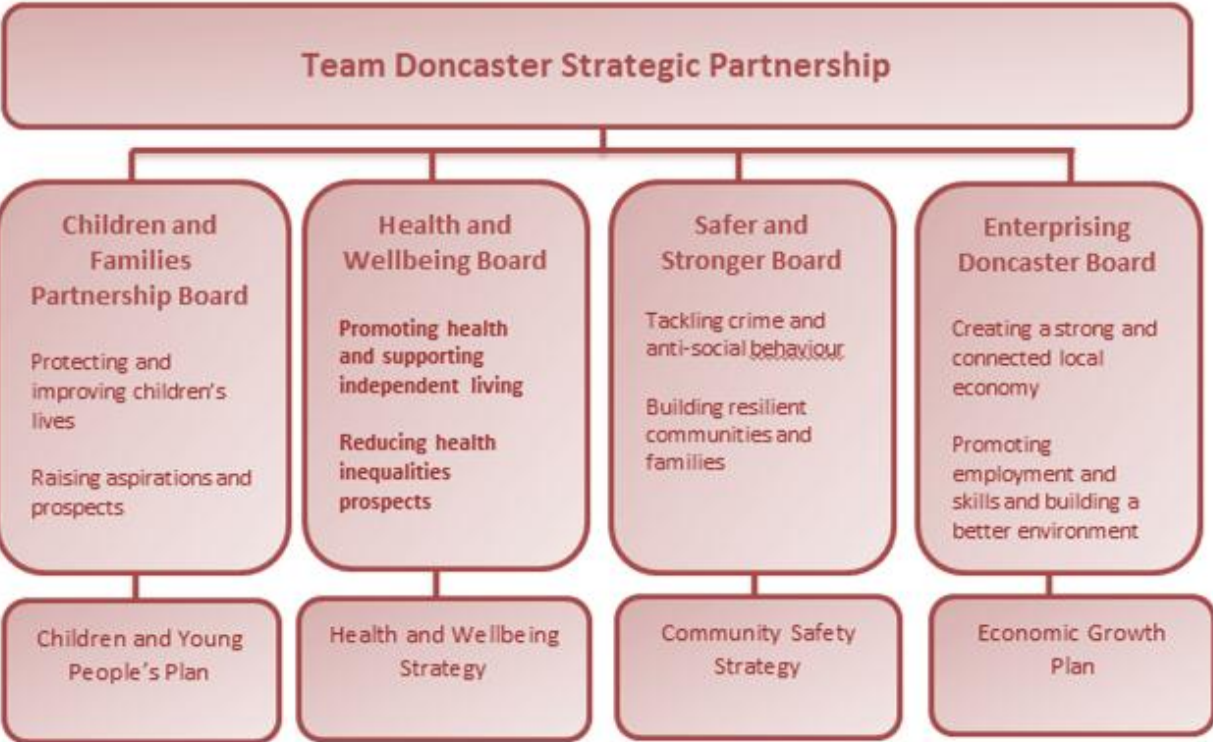 Team Doncaster Strategic Partnership
Children and
Families
Partnership Board
Protecting and
improving children's
lives
Raising aspirations and
prospects
Health and
Wellbeing Board
Promoting health
and supporting
independent living
Reducing health
inequalities
prospects
Safer and
Stronger Board
Tackling crime and
anti-social behaviour
Building resilient
communities and
families
Enterprising
Doncaster Board
Creating a strong and
connected local
economy
Promoting
employment and
skills and building a
better environment
Children and Young
People's Plan
Health and Wellbeing
Strategy
Community Safety
Strategy
Economic Growth
Plan